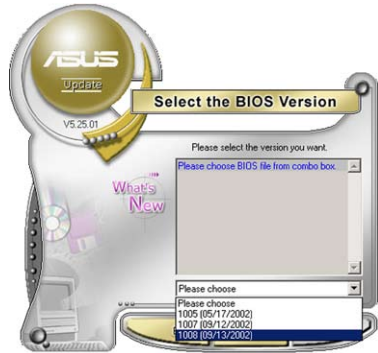 ASUS
Update
V5.25.01
Select the BIOS Version
Please select the version you want.
Please choose BIOS file from combo box.
What's
New
Please choose
Please choose
1005 (05/17/2002)
1007 (09/12/2002)
1008 (09/13/2002)